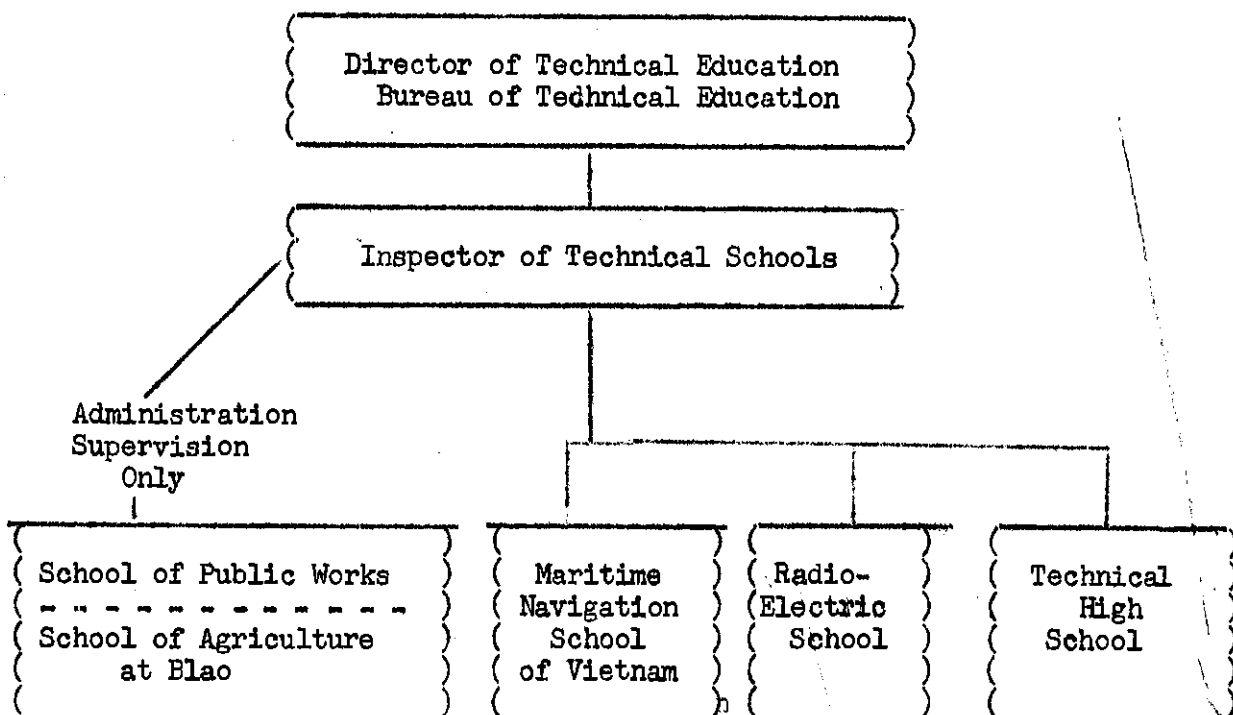 Director of Technical Education
Bureau of Tedhnical Education
Inspector of Technical Schools
Administration
Supervision
Only
School of Public Works
School of Agriculture
at Blao
Maritime
Navigation
School
of Vietnam
Radio-
Electric
School
Technical
High
School